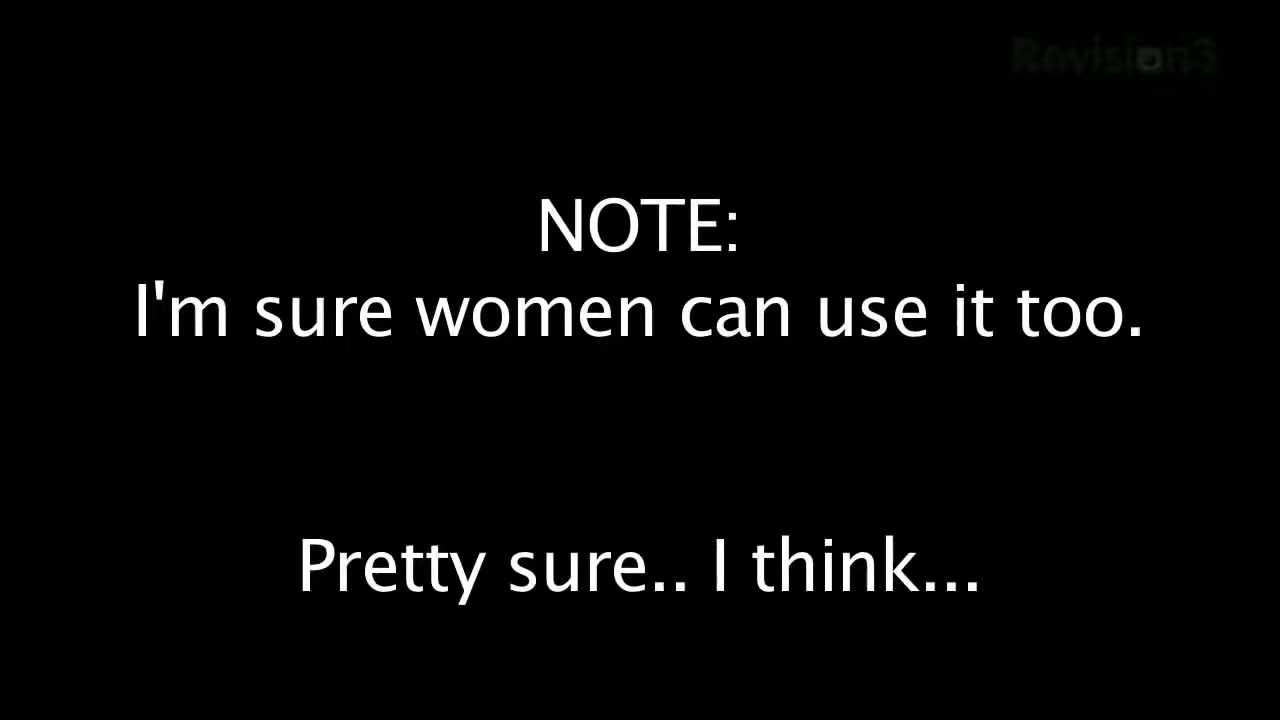 Revision3
NOTE:
I'm sure women can use it too.
Pretty sure.. I think...